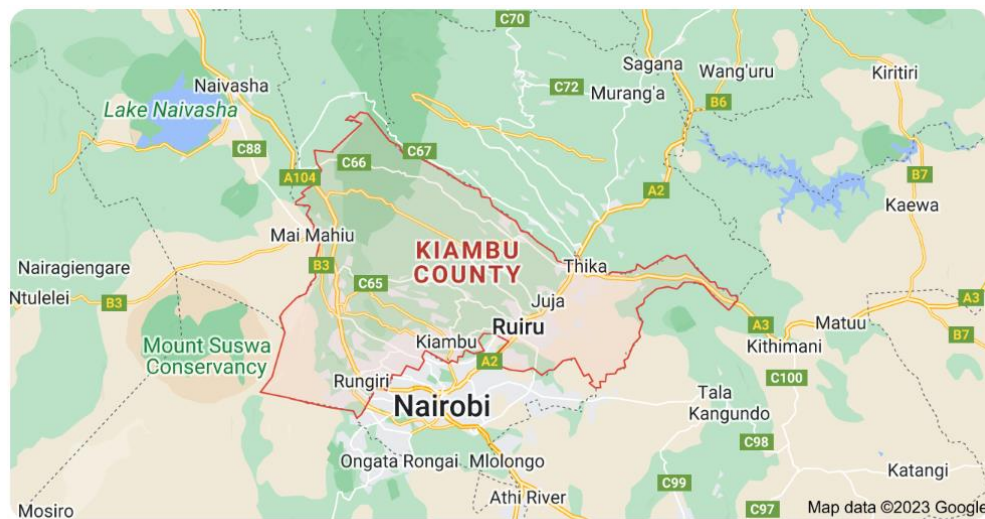 C70
Sagana
Wang'uru
Kiritiri
Naivasha
C72
Murang'a
Lake Naivasha
B6
C88
C67
C66
B7
A104
A2
Kaewa
Mai Mahiu
KIAMBU
COUNTY
Nairagiengare
B3
Thika
Ntulelei
B3
C65
Juja
A3
A3
Matuu
Ruiru
Mount Suswa
Conservancy
Kiambu
Kithimani
B7
A2
Rungiri
C100
Tala
Nairobi
Kangundo
C98
Ongata Rongai
Mlolongo
Katangi
C99
Athi River
Mosiro
C97
Map data ©2023 Google